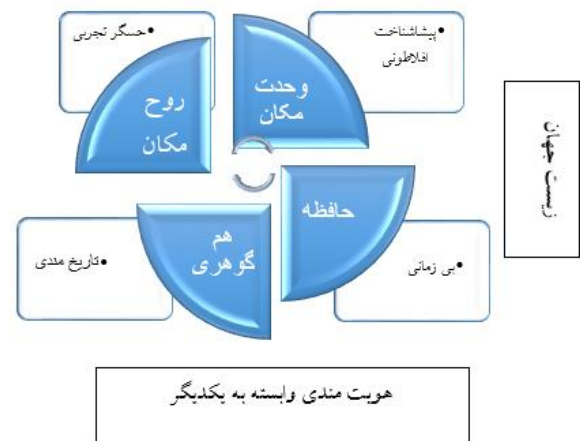 •پیشاشناخت
افلاطونی
•حسگر تجربی
وحدت
مکان
روح
مکان
زیست جهان
حافظه
هم
گوهری
•بی زمانی
•تاریخ مندی
هویت مندی وابسته به یکدیگر